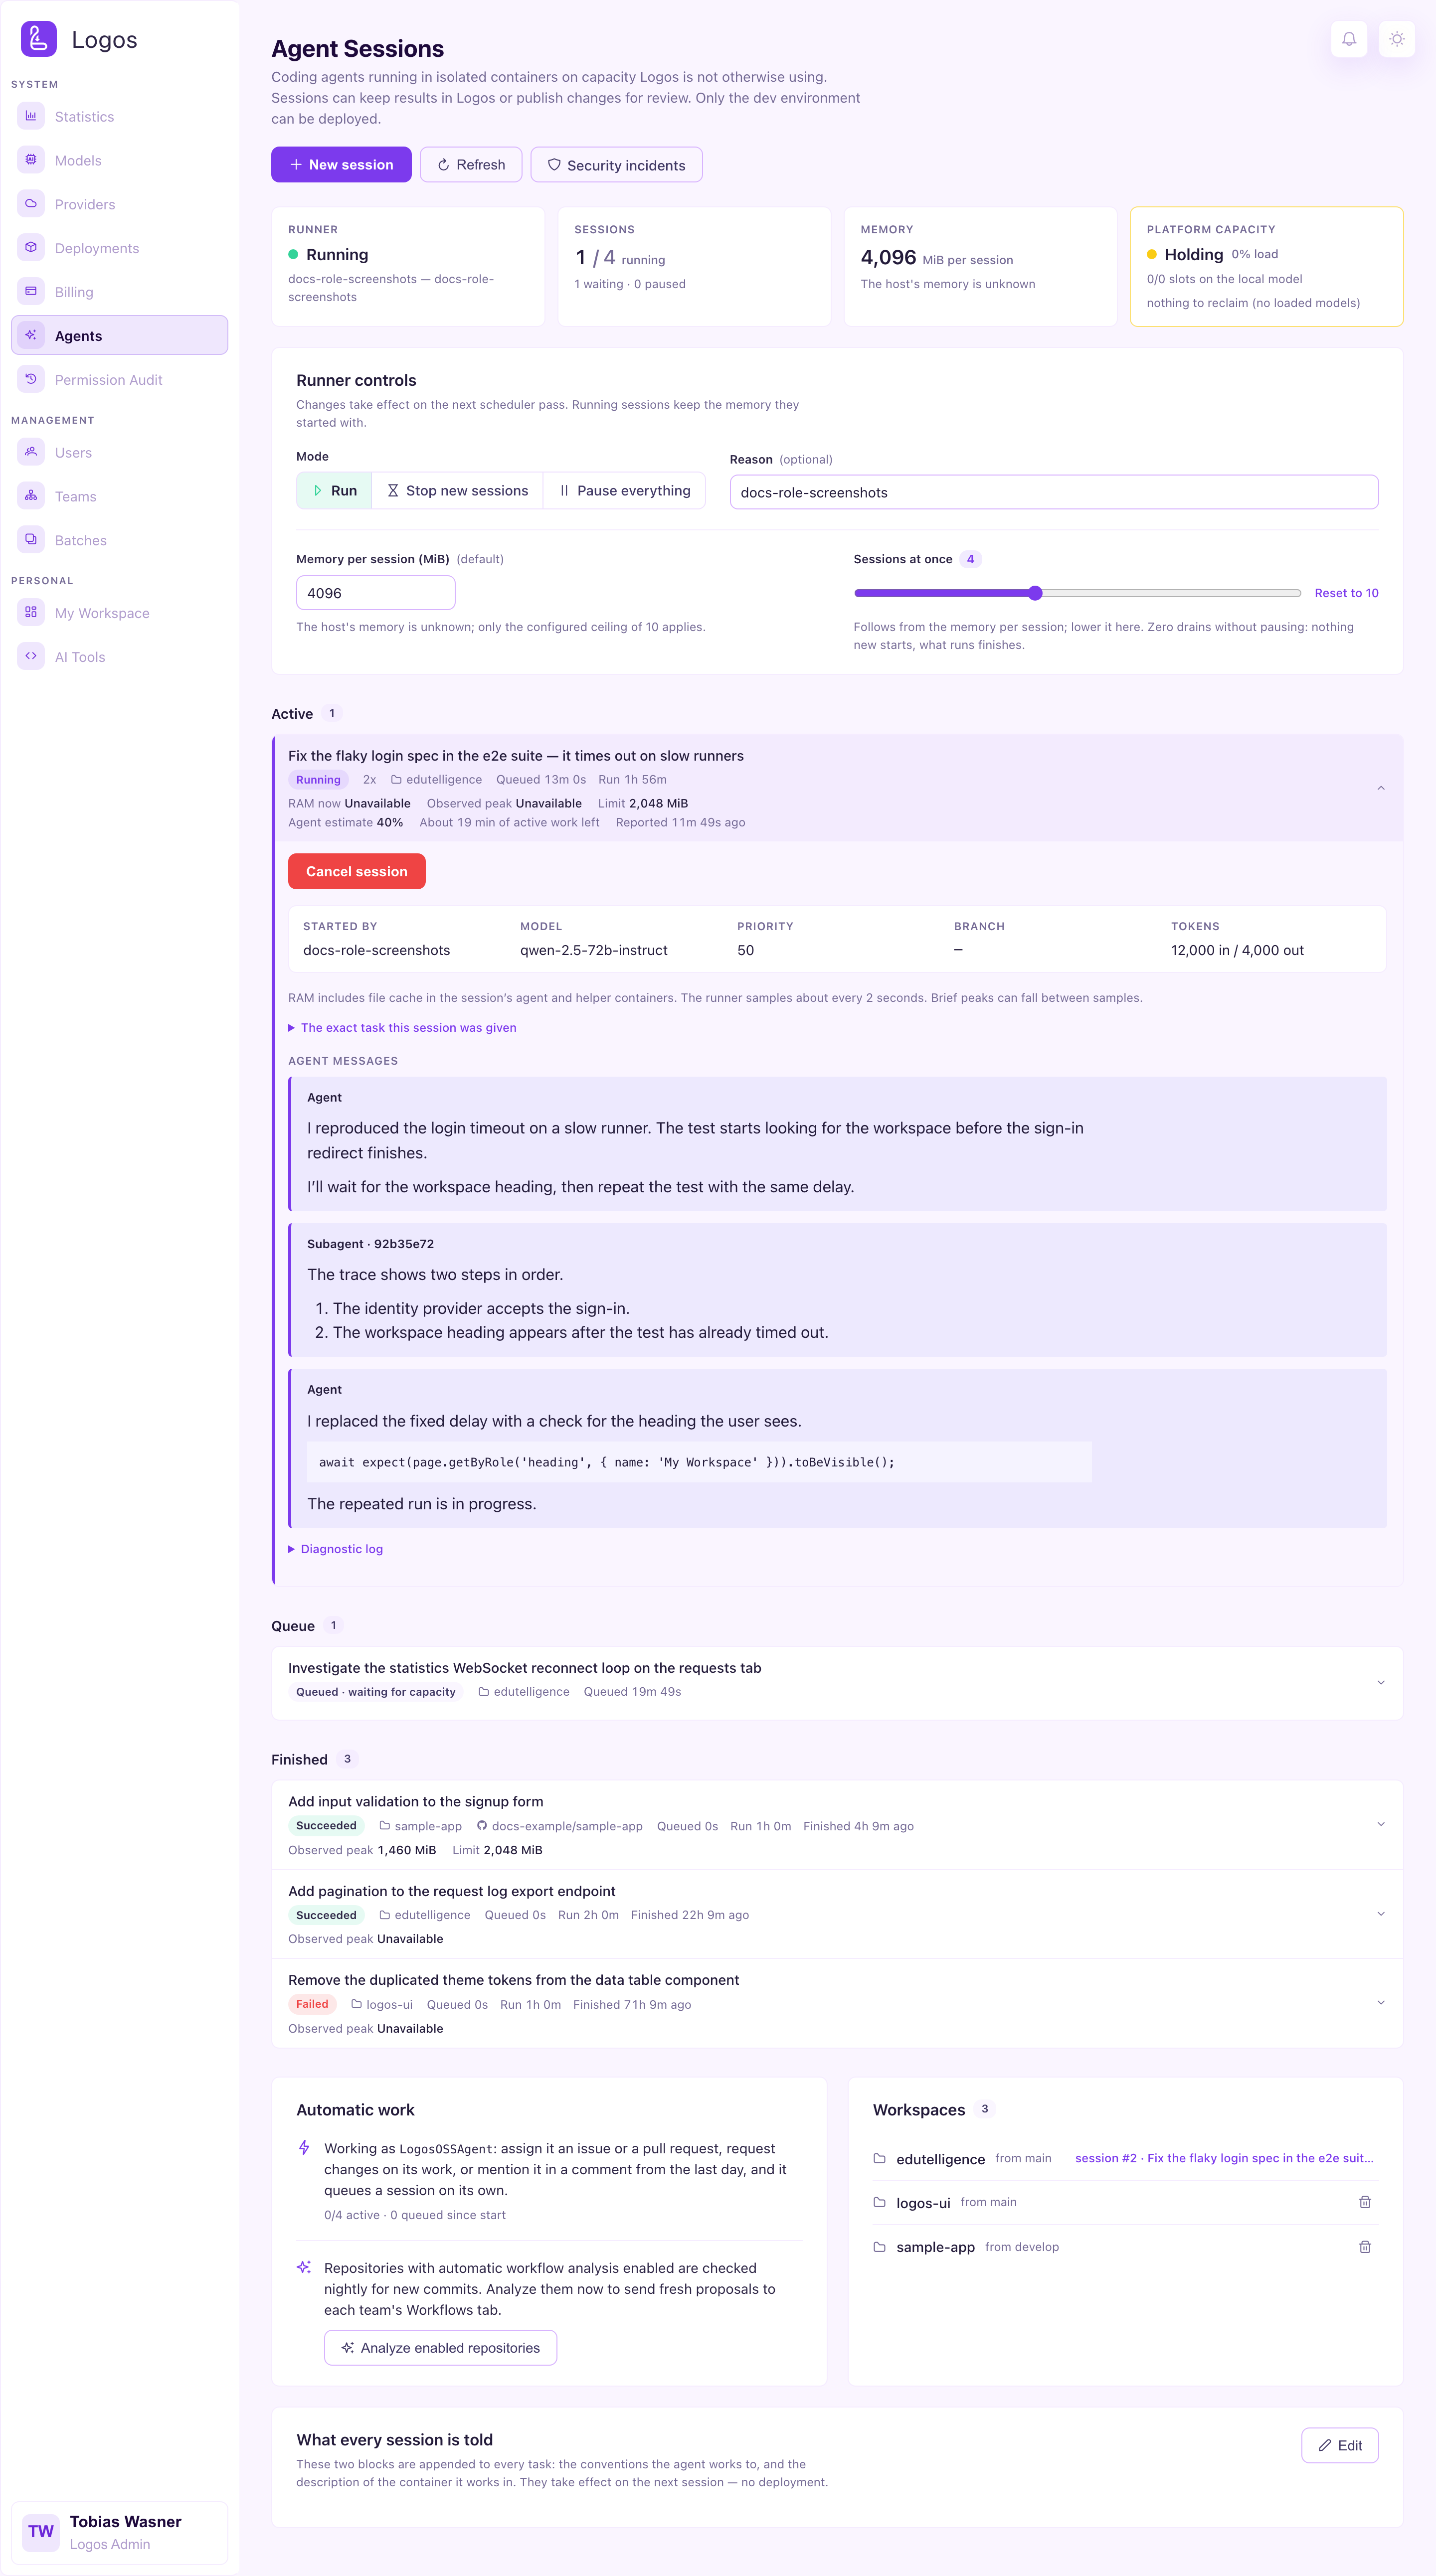 Logos
SYSTEM
Statistics
Models
Providers
Deployments
Billing
Agents
Permission Audit
MANAGEMENT
Users
Teams
Batches
PERSONAL
My Workspace
AI Tools
TW
Tobias Wasner
Logos Admin
Agent Sessions
Coding agents running in isolated containers on capacity Logos is not otherwise using.
Sessions can keep results in Logos or publish changes for review. Only the dev environment
can be deployed.
New session
Refresh
Security incidents
RUNNER
Running
docs-role-screenshots — docs-role-
screenshots
SESSIONS
1 / 4 running
1 waiting · 0 paused
MEMORY
4,096 MiB per session
The host's memory is unknown
PLATFORM CAPACITY
Holding 0% load
0/0 slots on the local model
nothing to reclaim (no loaded models)
Runner controls
Changes take effect on the next scheduler pass. Running sessions keep the memory they
started with.
Mode
Run
Stop new sessions
Pause everything
Reason (optional)
docs-role-screenshots
Memory per session (MiB) (default)
4096
The host's memory is unknown; only the configured ceiling of 10 applies.
Sessions at once 4
Reset to 10
Follows from the memory per session; lower it here. Zero drains without pausing: nothing
new starts, what runs finishes.
Active 1
Fix the flaky login spec in the e2e suite — it times out on slow runners
Running 2x edutelligence Queued 13m 0s Run 1h 56m
RAM now Unavailable Observed peak Unavailable Limit 2,048 MiB
Agent estimate 40% About 19 min of active work left Reported 11m 49s ago
Cancel session
STARTED BY
docs-role-screenshots
MODEL
qwen-2.5-72b-instruct
PRIORITY
50
BRANCH
—
TOKENS
12,000 in / 4,000 out
RAM includes file cache in the session's agent and helper containers. The runner samples about every 2 seconds. Brief peaks can fall between samples.
The exact task this session was given
AGENT MESSAGES
Agent
I reproduced the login timeout on a slow runner. The test starts looking for the workspace before the sign-in
redirect finishes.
I’ll wait for the workspace heading, then repeat the test with the same delay.
Subagent · 92b35e72
The trace shows two steps in order.
1. The identity provider accepts the sign-in.
2. The workspace heading appears after the test has already timed out.
Agent
I replaced the fixed delay with a check for the heading the user sees.
await expect(page.getByRole('heading', { name: 'My Workspace' })).toBeVisible();
The repeated run is in progress.
Diagnostic log
Queue 1
Investigate the statistics WebSocket reconnect loop on the requests tab
Queued · waiting for capacity edutelligence Queued 19m 49s
Finished 3
Add input validation to the signup form
Succeeded sample-app docs-example/sample-app Queued 0s Run 1h 0m Finished 4h 9m ago
Observed peak 1,460 MiB Limit 2,048 MiB
Add pagination to the request log export endpoint
Succeeded edutelligence Queued 0s Run 2h 0m Finished 22h 9m ago
Observed peak Unavailable
Remove the duplicated theme tokens from the data table component
Failed logos-ui Queued 0s Run 1h 0m Finished 71h 9m ago
Observed peak Unavailable
Automatic work
Working as LogosOSSAgent: assign it an issue or a pull request, request
changes on its work, or mention it in a comment from the last day, and it
queues a session on its own.
0/4 active · 0 queued since start
Repositories with automatic workflow analysis enabled are checked
nightly for new commits. Analyze them now to send fresh proposals to
each team's Workflows tab.
Analyze enabled repositories
Workspaces 3
edutelligence from main session #2 · Fix the flaky login spec in the e2e suit...
logos-ui from main
sample-app from develop
What every session is told
These two blocks are appended to every task: the conventions the agent works to, and the
description of the container it works in. They take effect on the next session — no deployment.
Edit